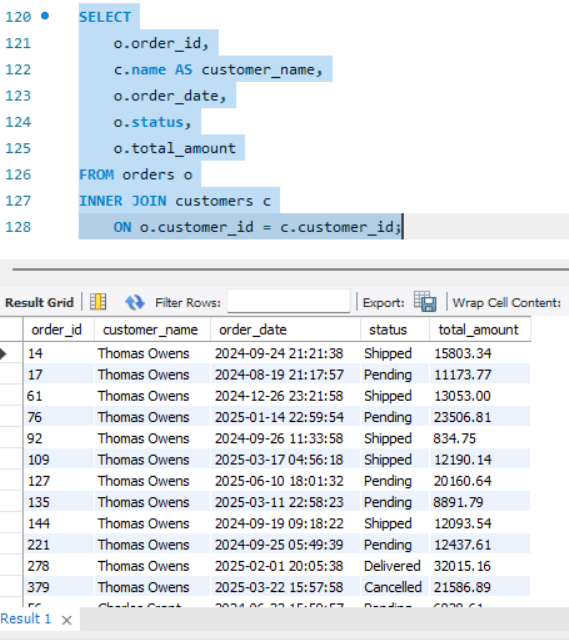 120 SELECT
121 o.order_id,
122 c.name AS customer_name,
123 o.order_date,
124 o.status,
125 o.total_amount
126 FROM orders o
127 INNER JOIN customers c
128 ON o.customer_id = c.customer_id;
Result Grid Filter Rows: Export: Wrap Cell Content:
order_id customer_name order_date status total_amount
14 Thomas Owens 2024-09-24 21:21:38 Shipped 15803.34
17 Thomas Owens 2024-08-19 21:17:57 Pending 11173.77
61 Thomas Owens 2024-12-26 23:21:58 Shipped 13053.00
76 Thomas Owens 2025-01-14 22:59:54 Pending 23506.81
92 Thomas Owens 2024-09-26 11:33:58 Shipped 834.75
109 Thomas Owens 2025-03-17 04:56:18 Shipped 12190.14
127 Thomas Owens 2025-06-10 18:01:32 Pending 20160.64
135 Thomas Owens 2025-03-11 22:58:23 Pending 8891.79
144 Thomas Owens 2024-09-19 09:18:22 Shipped 12093.54
221 Thomas Owens 2024-09-25 05:49:39 Pending 12437.61
278 Thomas Owens 2025-02-01 20:05:38 Delivered 32015.16
379 Thomas Owens 2025-03-22 15:57:58 Cancelled 21586.89
Pending
Result 1